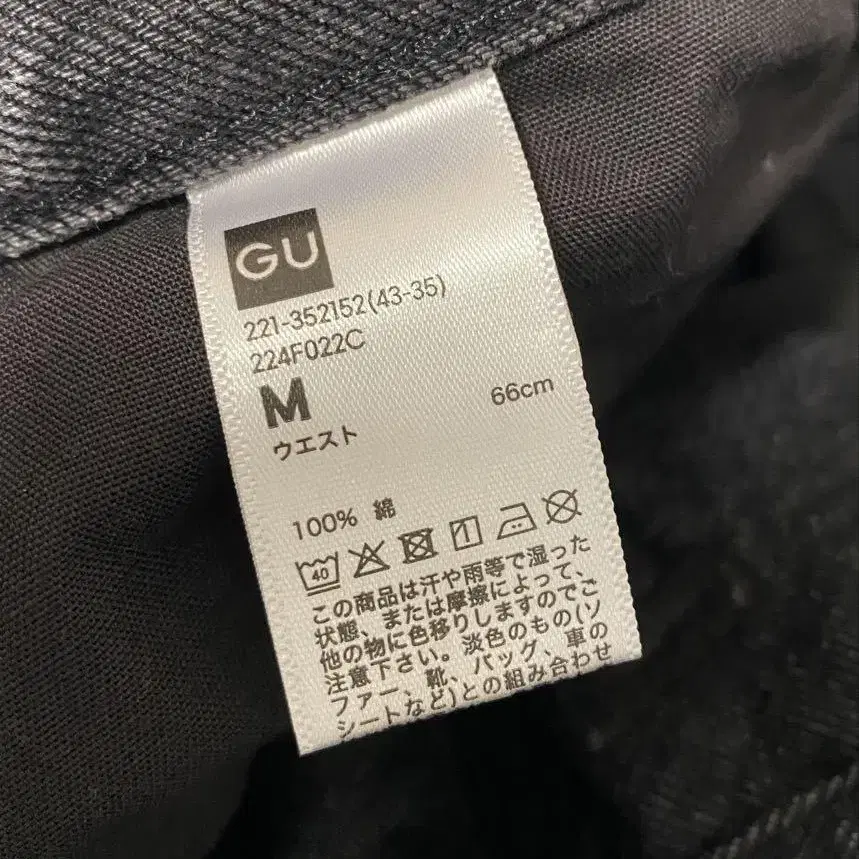 GU
221-352152(43-35)
224F022C
M
66cm
ウエスト
100% 綿
40
この商品は汗や雨等で湿った
状態、または摩擦によって、
他の物に色移りしますのでご
注意下さい。淡色のもの(ソ
ファー、靴、バッグ、車の
シートなど)との組み合わせ